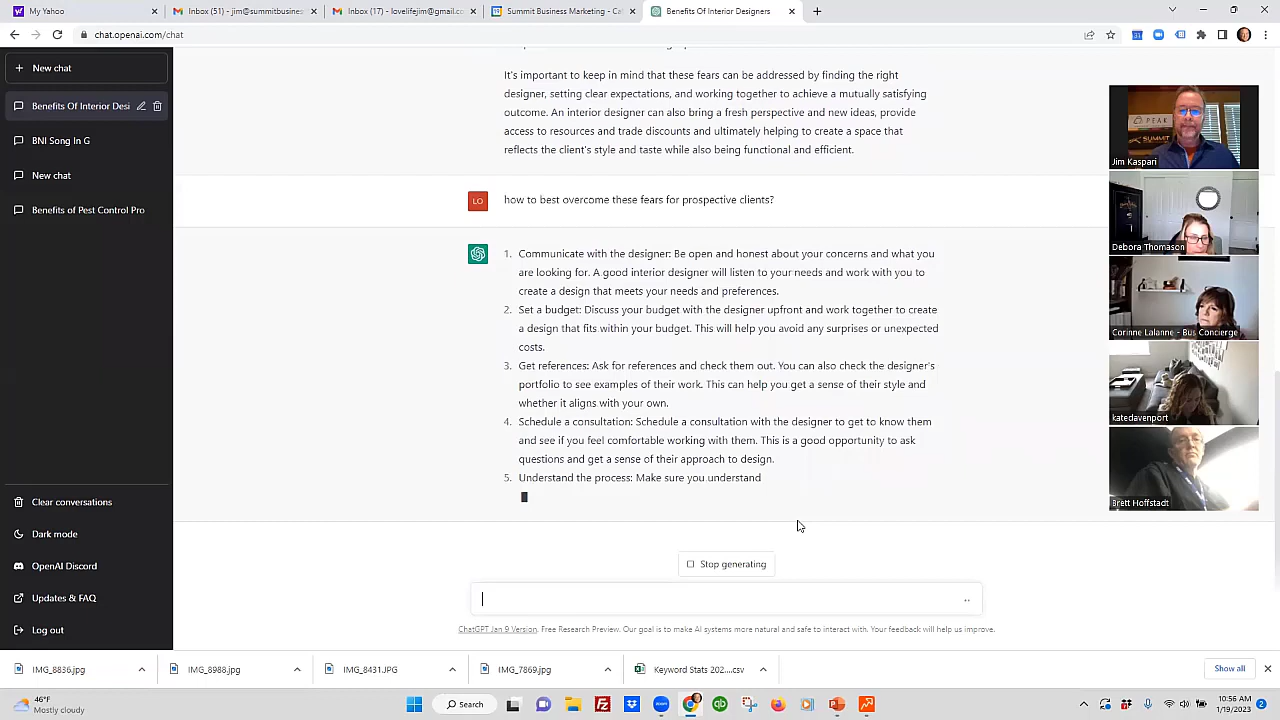 My Yahoo
Inbox (51) - jim@summitbusines
Inbox (17) - lovelifejim@gmail.co
Summit Business Marketing - Cal
Benefits Of Interior Designers
chat.openai.com/chat
New chat
Benefits Of Interior Desi
BNI Song In G
New chat
Benefits of Pest Control Pro
Clear conversations
Dark mode
OpenAI Discord
Updates & FAQ
Log out
It's important to keep in mind that these fears can be addressed by finding the right
designer, setting clear expectations, and working together to achieve a mutually satisfying
outcome. An interior designer can also bring a fresh perspective and new ideas, provide
access to resources and trade discounts and ultimately helping to create a space that
reflects the client's style and taste while also being functional and efficient.
LO
how to best overcome these fears for prospective clients?
1. Communicate with the designer: Be open and honest about your concerns and what you
are looking for. A good interior designer will listen to your needs and work with you to
create a design that meets your needs and preferences.
2. Set a budget: Discuss your budget with the designer upfront and work together to create
a design that fits within your budget. This will help you avoid any surprises or unexpected
costs.
3. Get references: Ask for references and check them out. You can also check the designer's
portfolio to see examples of their work. This can help you get a sense of their style and
whether it aligns with your own.
4. Schedule a consultation: Schedule a consultation with the designer to get to know them
and see if you feel comfortable working with them. This is a good opportunity to ask
questions and get a sense of their approach to design.
5. Understand the process: Make sure you understand
Stop generating
ChatGPT Jan 9 Version. Free Research Preview. Our goal is to make AI systems more natural and safe to interact with. Your feedback will help us improve.
PEAK
SUMMIT
Jim Kaspari
Debora Thomason
Corinne Lalanne - Bus Concierge
katedavenport
Brett Hoffstadt
IMG_8836.jpg
IMG_8988.jpg
IMG_8431.JPG
IMG_7869.jpg
Keyword Stats 202....csv
Show all
46°F
Mostly cloudy
Search
10:56 AM
1/19/2023
2